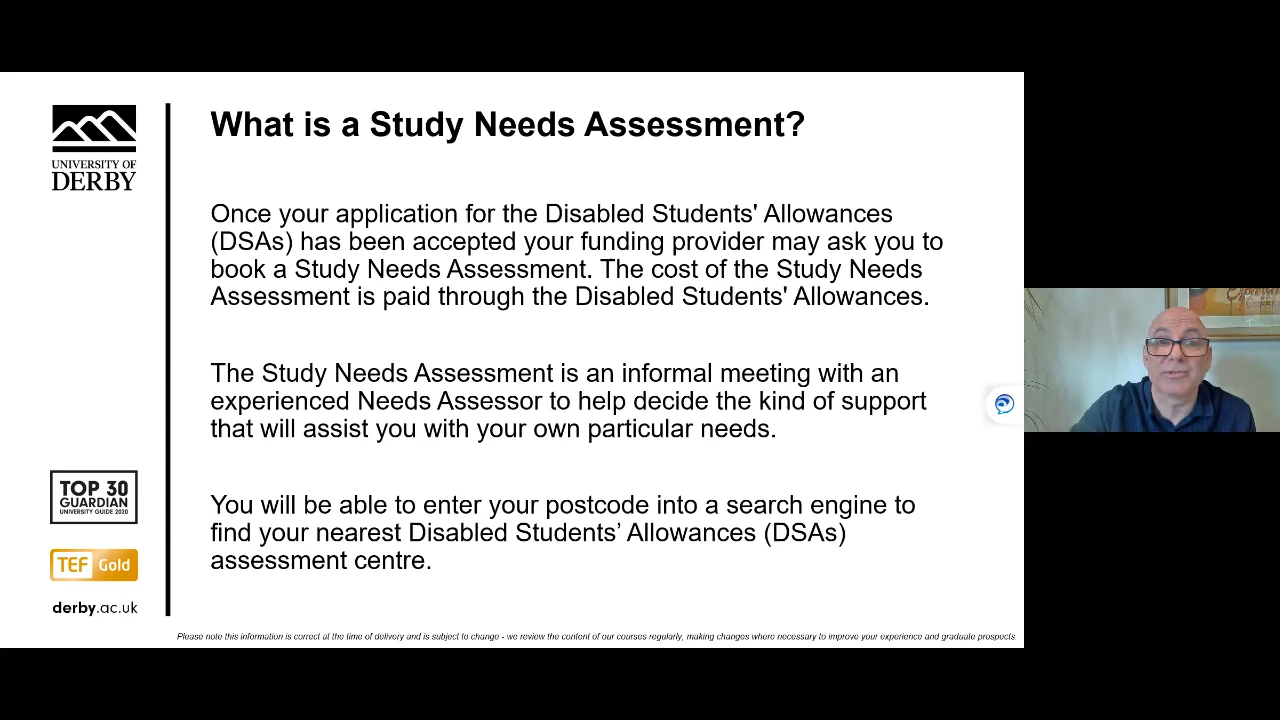 UNIVERSITY OF
DERBY
What is a Study Needs Assessment?
Once your application for the Disabled Students' Allowances
(DSAs) has been accepted your funding provider may ask you to
book a Study Needs Assessment. The cost of the Study Needs
Assessment is paid through the Disabled Students' Allowances.
The Study Needs Assessment is an informal meeting with an
experienced Needs Assessor to help decide the kind of support
that will assist you with your own particular needs.
You will be able to enter your postcode into a search engine to
find your nearest Disabled Students’ Allowances (DSAs)
assessment centre.
TOP 30
GUARDIAN
UNIVERSITY GUIDE 2020
TEF Gold
derby.ac.uk
Please note this information is correct at the time of delivery and is subject to change - we review the content of our courses regularly, making changes where necessary to improve your experience and graduate prospects.